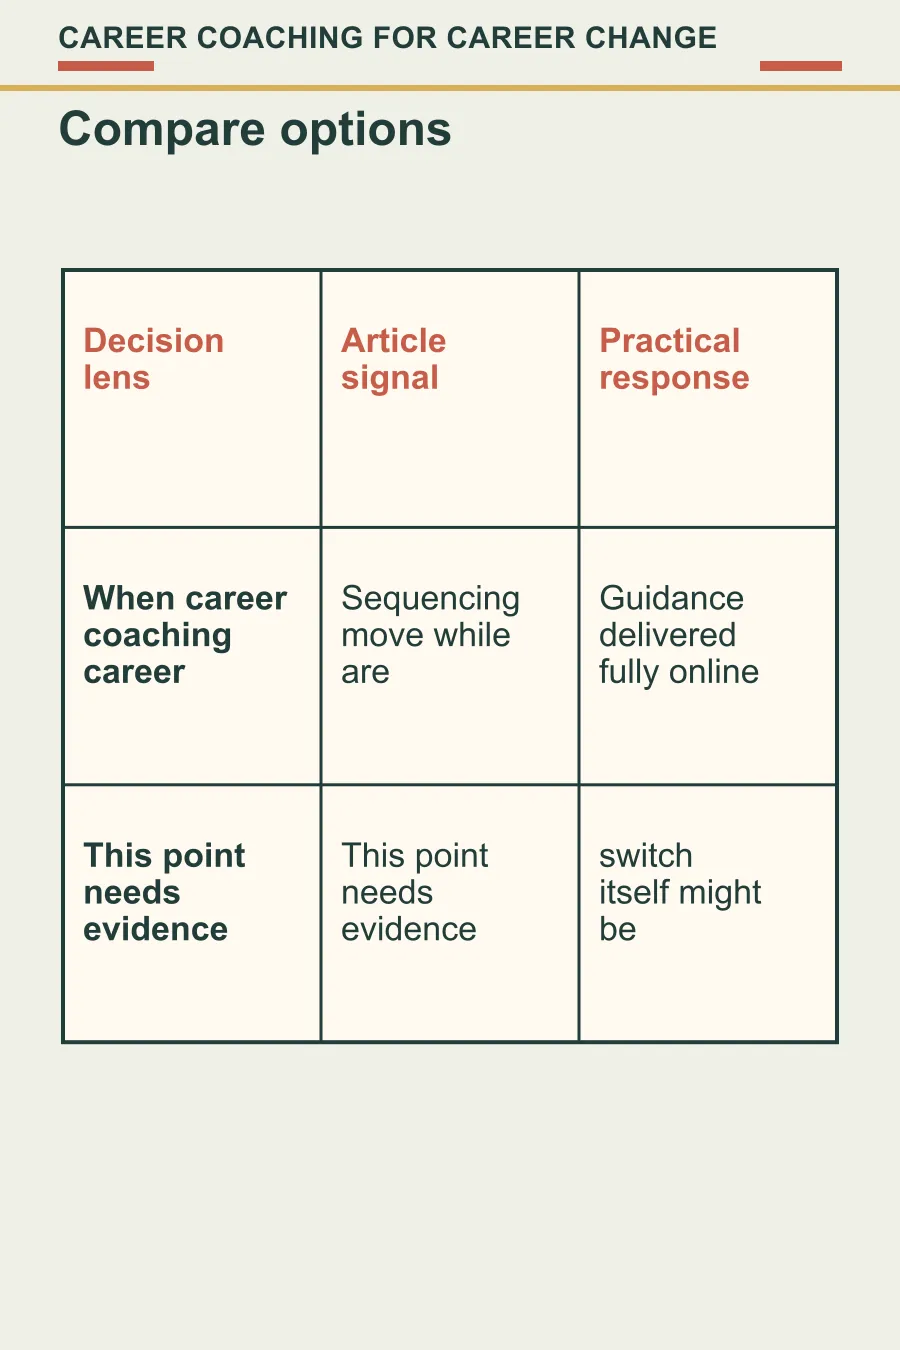 CAREER COACHING FOR CAREER CHANGE
Compare options
Decision
lens
Article
signal
Practical
response
When career
coaching
career
Sequencing
move while
are
Guidance
delivered
fully online
This point
needs
evidence
This point
needs
evidence
switch
itself might
be